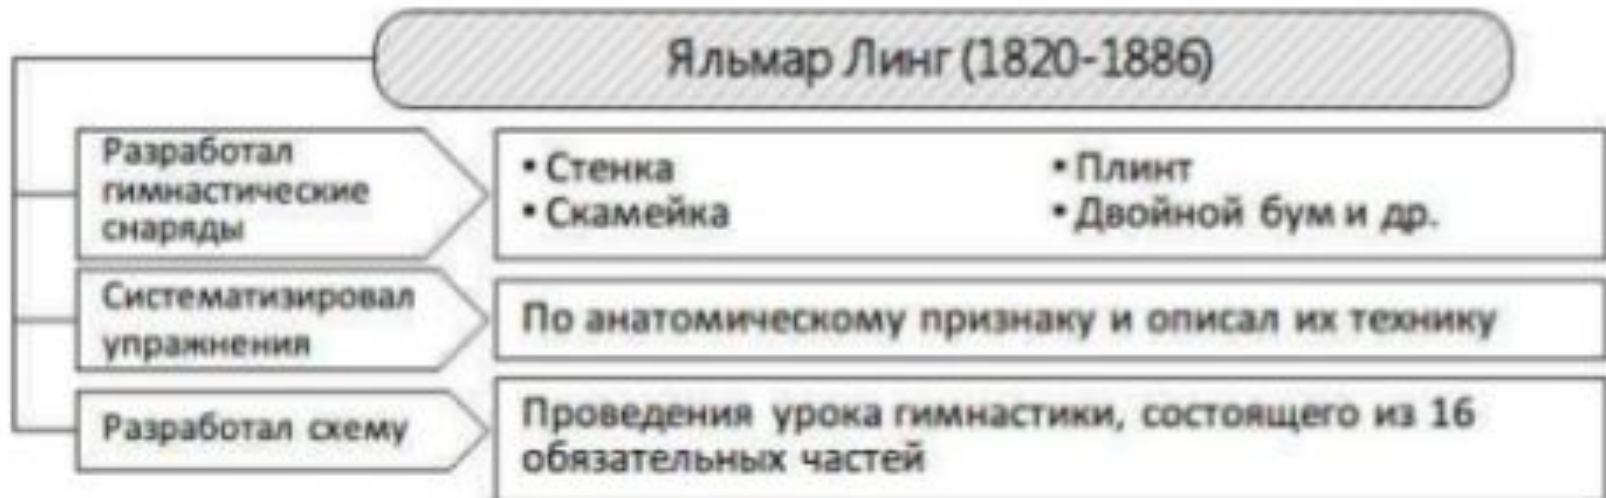 Яльмар Линг (1820-1886)
Разработал
гимнастические
снаряды
• Стенка
• Скамейка
• Плинт
• Двойной бум и др.
Систематизировал
упражнения
По анатомическому признаку и описал их технику
Разработал схему
Проведения урока гимнастики, состоящего из 16
обязательных частей